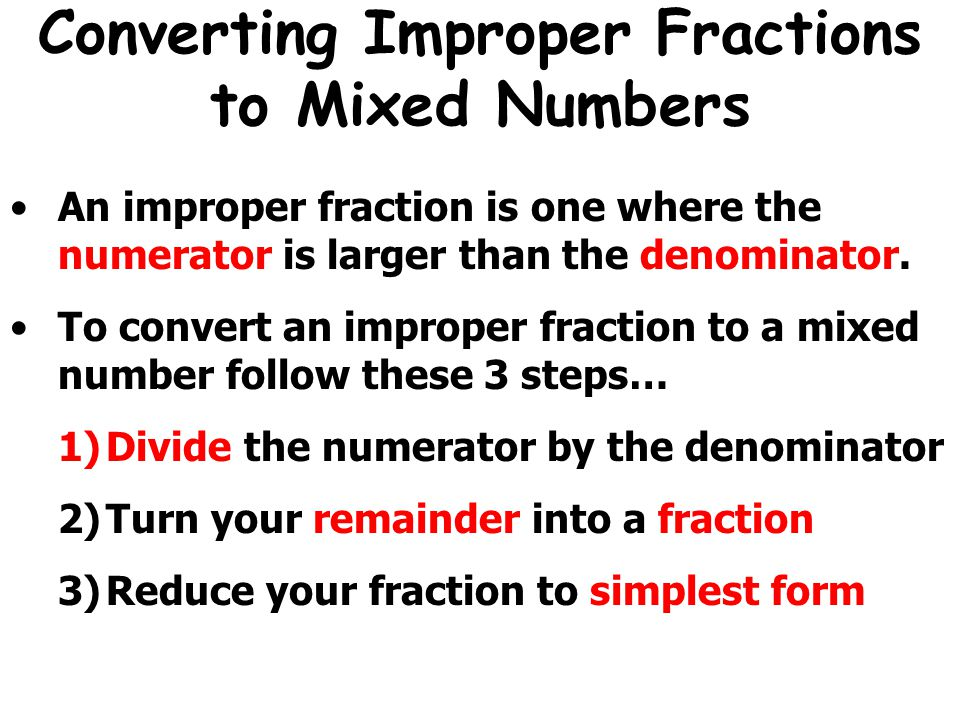 Converting Improper Fractions
to Mixed Numbers
• An improper fraction is one where the
numerator is larger than the denominator.
• To convert an improper fraction to a mixed
number follow these 3 steps…
1) Divide the numerator by the denominator
2) Turn your remainder into a fraction
3) Reduce your fraction to simplest form